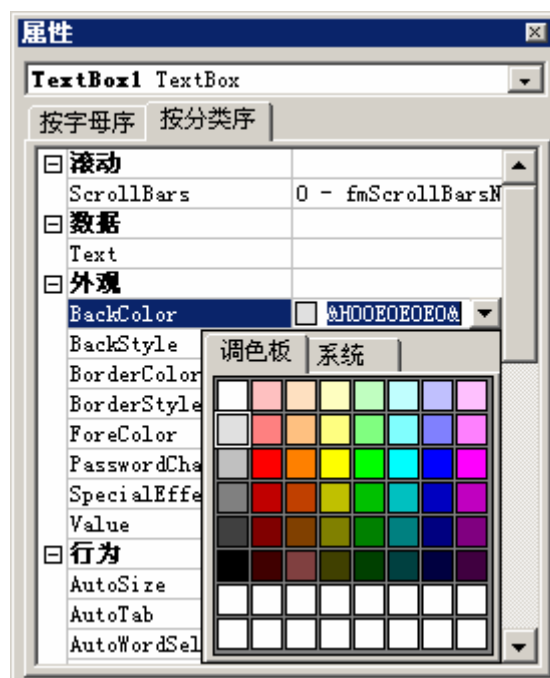 属性
TextBox1 TextBox
按字母序 按分类序
滚动
ScrollBars 0 - fmScrollBarsN
数据
Text
外观
BackColor &H00E0E0E0&
BackStyle
调色板 系统
BorderColor
BorderStyle
ForeColor
PasswordCha
SpecialEffe
Value
行为
AutoSize
AutoTab
AutoWordSel